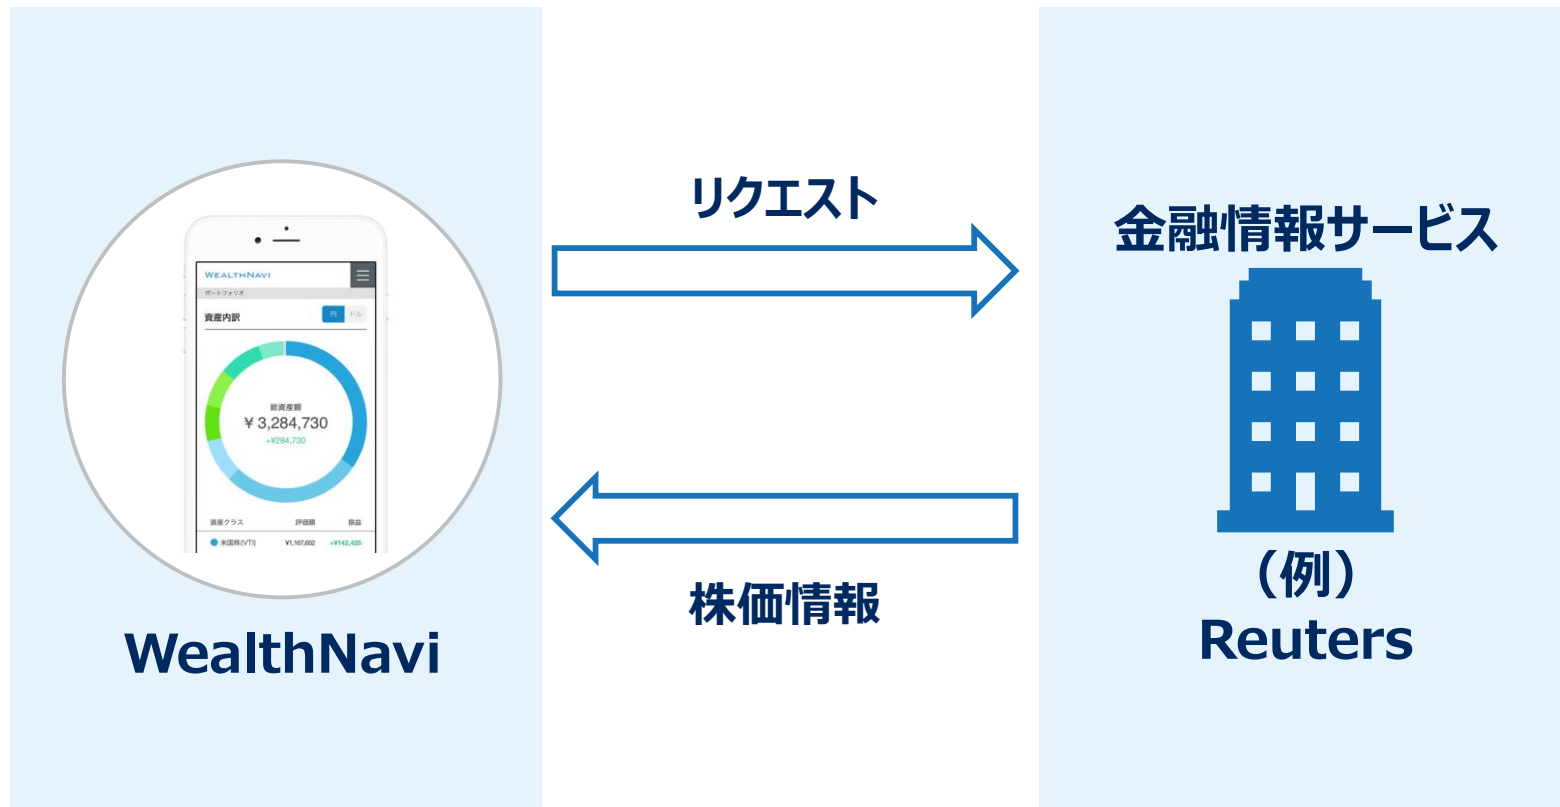 WEALTHNAVI
ポートフォリオ
資産内訳
円 ドル
総資産額
¥ 3,284,730
+¥284,730
資産クラス 評価額 損益
米国株(VTI) ¥1,167,652 +¥142,425
WealthNavi
リクエスト
株価情報
金融情報サービス
（例）
Reuters